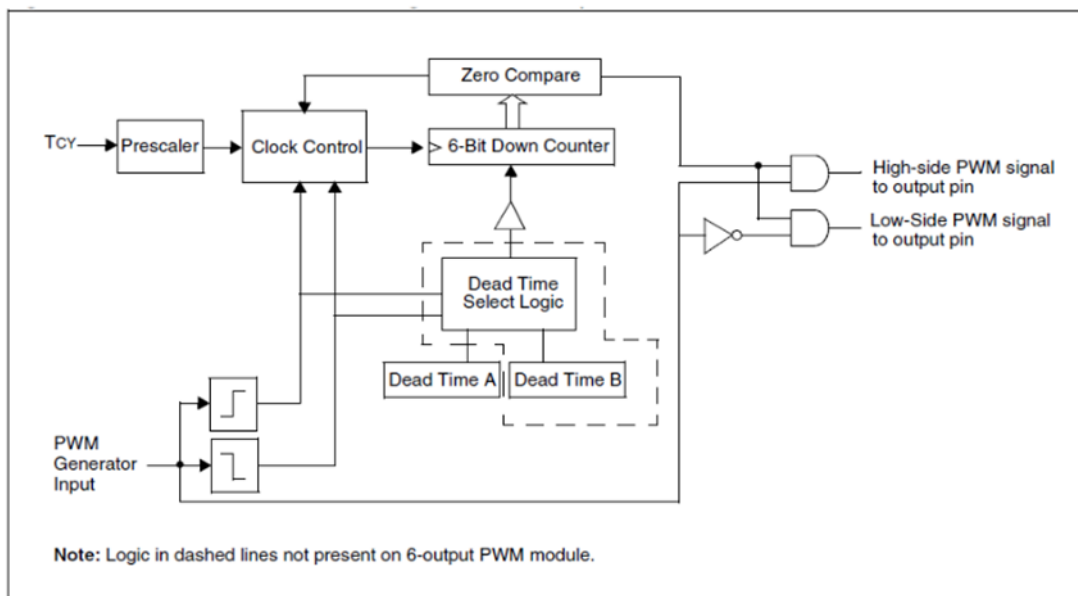 Zero Compare
TCY
Prescaler
Clock Control
6-Bit Down Counter
High-side PWM signal
to output pin
Low-Side PWM signal
to output pin
Dead Time
Select Logic
Dead Time A
Dead Time B
PWM
Generator
Input
Note: Logic in dashed lines not present on 6-output PWM module.